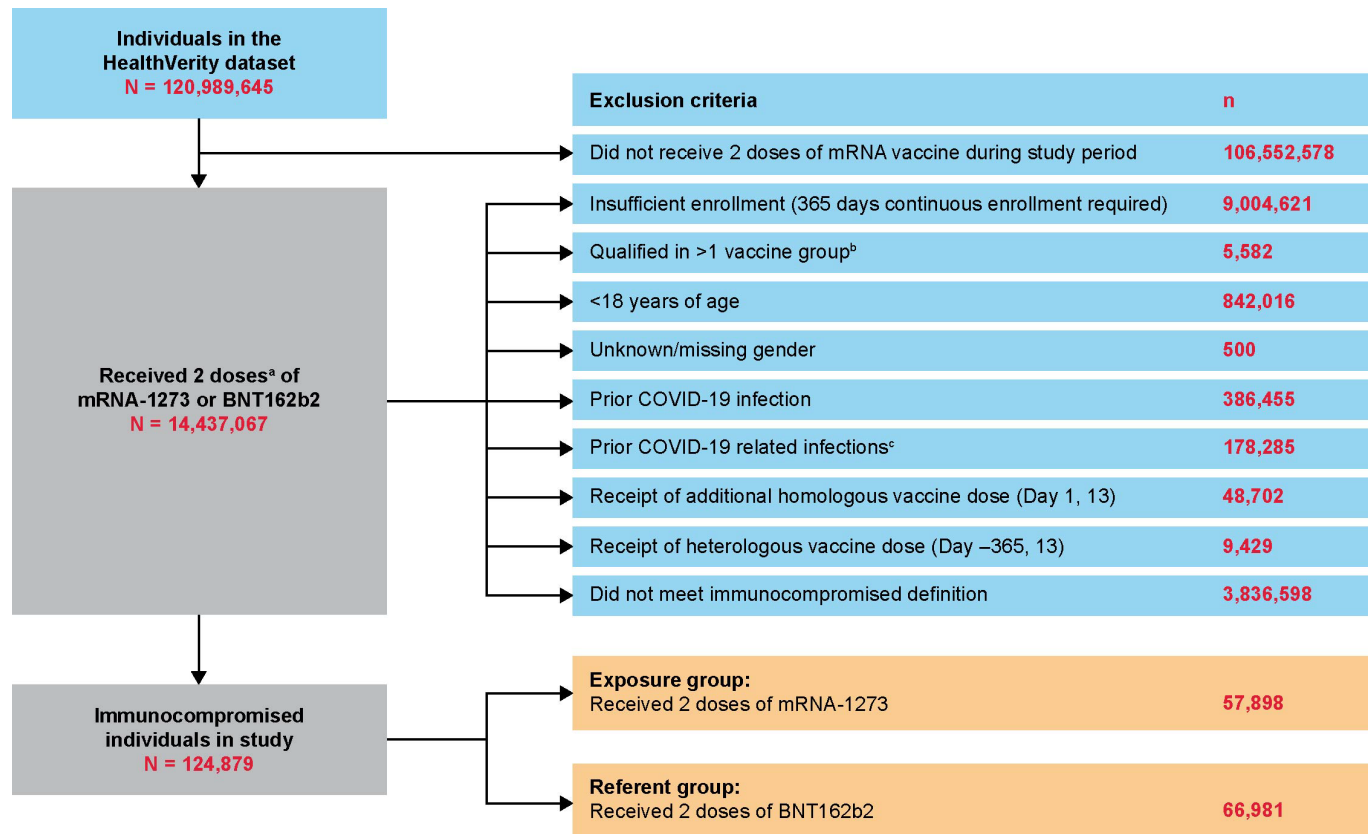 Individuals in the
HealthVerity dataset
N = 120,989,645
Exclusion criteria n
Did not receive 2 doses of mRNA vaccine during study period 106,552,578
Insufficient enrollment (365 days continuous enrollment required) 9,004,621
Qualified in >1 vaccine groupᵇ 5,582
<18 years of age 842,016
Unknown/missing gender 500
Prior COVID-19 infection 386,455
Prior COVID-19 related infectionsᶜ 178,285
Receipt of additional homologous vaccine dose (Day 1, 13) 48,702
Receipt of heterologous vaccine dose (Day –365, 13) 9,429
Did not meet immunocompromised definition 3,836,598
Received 2 dosesᵃ of
mRNA-1273 or BNT162b2
N = 14,437,067
Immunocompromised
individuals in study
N = 124,879
Exposure group:
Received 2 doses of mRNA-1273 57,898
Referent group:
Received 2 doses of BNT162b2 66,981